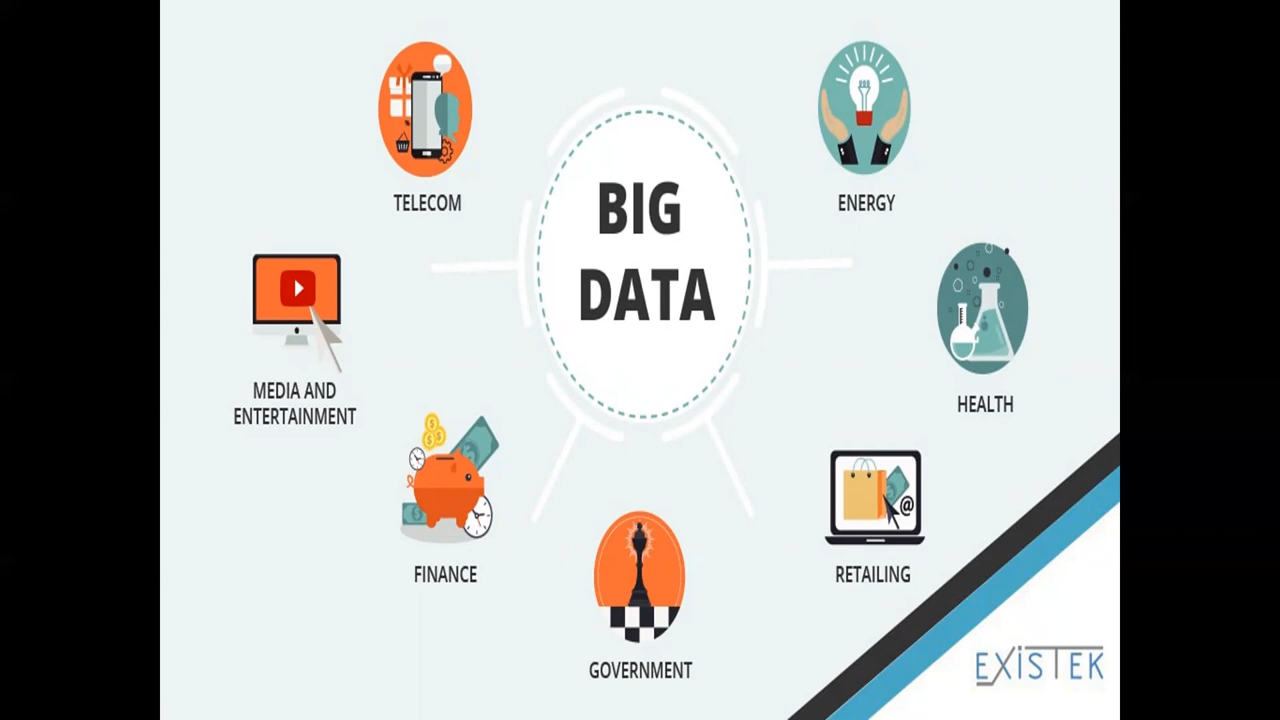 TELECOM
ENERGY
BIG
DATA
MEDIA AND
ENTERTAINMENT
HEALTH
FINANCE
@
RETAILING
GOVERNMENT
EXISTEK